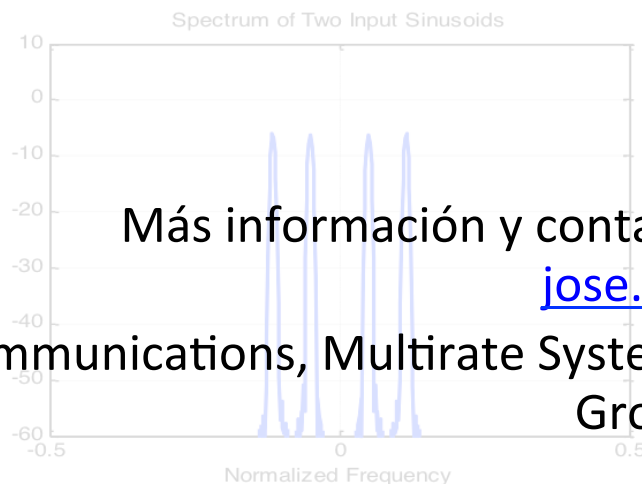 Spectrum of Two Input Sinusoids
10
0
-10
-20
Más información y conta
-30
jose.
-40
mmunications, Multirate Syste
-50
Gro
-60
-0.5 0 0.5
Normalized Frequency